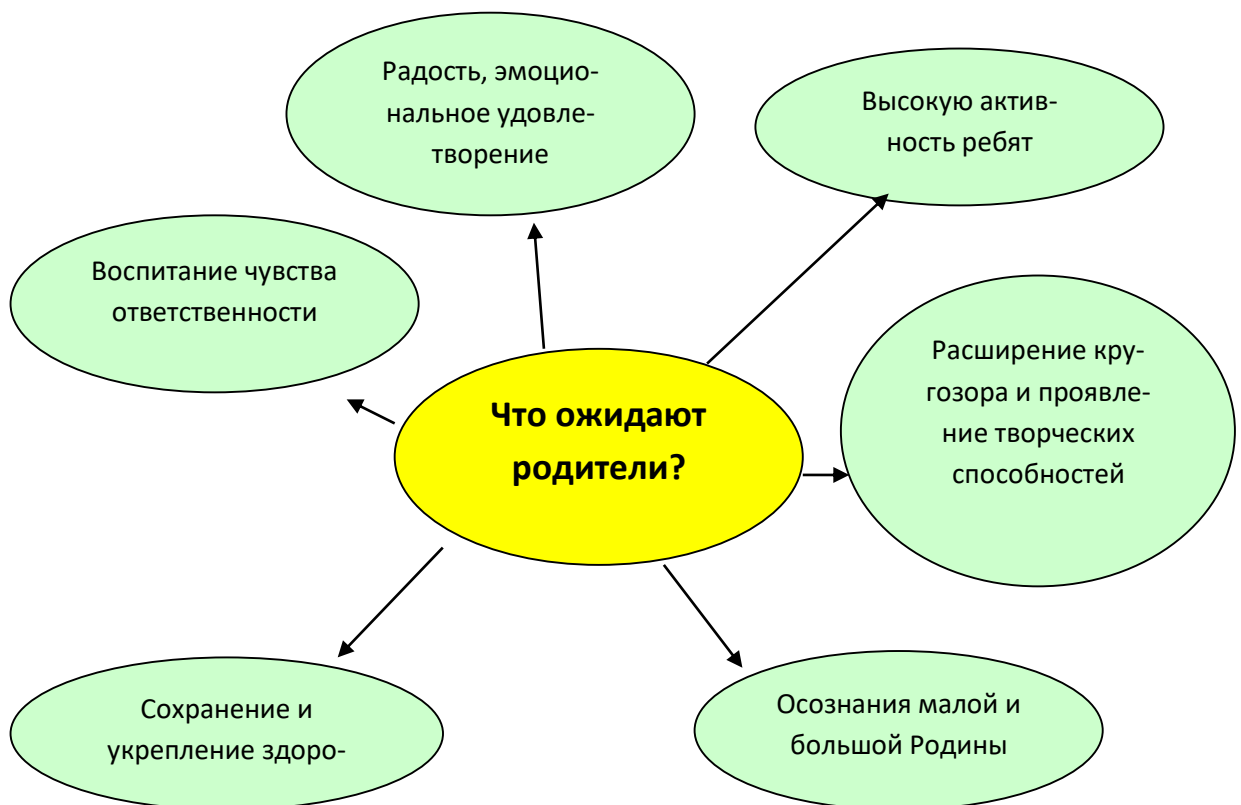 Радость, эмоцио-
нальное удовле-
творение
Высокую актив-
ность ребят
Воспитание чувства
ответственности
Расширение кру-
гозора и проявле-
ние творческих
способностей
Что ожидают
родители?
Сохранение и
укрепление здоро-
Осознания малой и
большой Родины